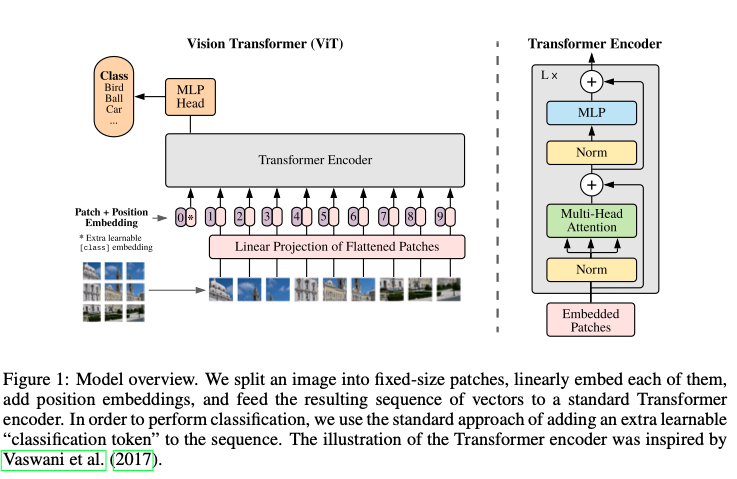 Vision Transformer (ViT)
Class
Bird
Ball
Car
...
MLP
Head
Transformer Encoder
Patch + Position
Embedding
* Extra learnable
[class] embedding
0 * 1 2 3 4 5 6 7 8 9
Linear Projection of Flattened Patches
Transformer Encoder
L x
+
MLP
Norm
+
Multi-Head
Attention
Norm
Embedded
Patches
Figure 1: Model overview. We split an image into fixed-size patches, linearly embed each of them,
add position embeddings, and feed the resulting sequence of vectors to a standard Transformer
encoder. In order to perform classification, we use the standard approach of adding an extra learnable
“classification token” to the sequence. The illustration of the Transformer encoder was inspired by
Vaswani et al. (2017).